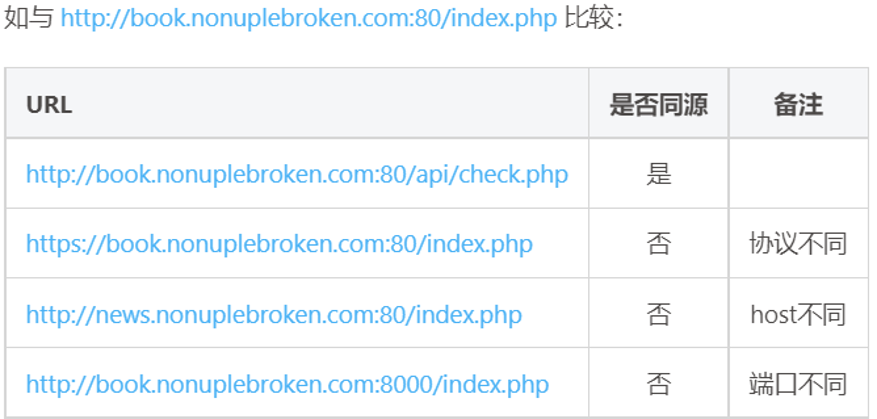 如与 http://book.nonuplebroken.com:80/index.php 比较：
URL 是否同源 备注
http://book.nonuplebroken.com:80/api/check.php 是
https://book.nonuplebroken.com:80/index.php 否 协议不同
http://news.nonuplebroken.com:80/index.php 否 host不同
http://book.nonuplebroken.com:8000/index.php 否 端口不同